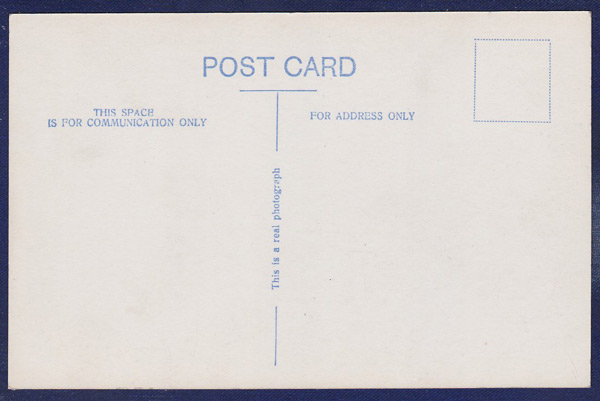 POST CARD
THIS SPACE
IS FOR COMMUNICATION ONLY
FOR ADDRESS ONLY
This is a real photograph